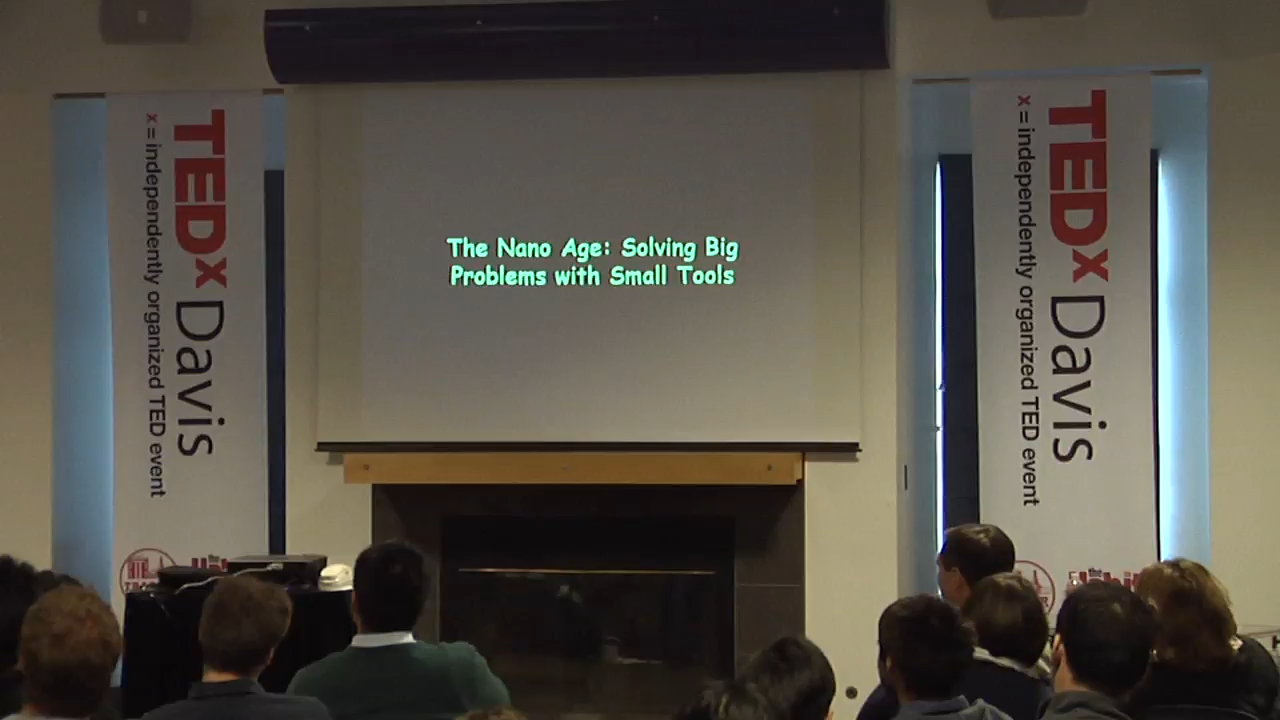 TEDx Davis
x = independently organized TED event
The Nano Age: Solving Big
Problems with Small Tools
TEDx Davis
x = independently organized TED event
the